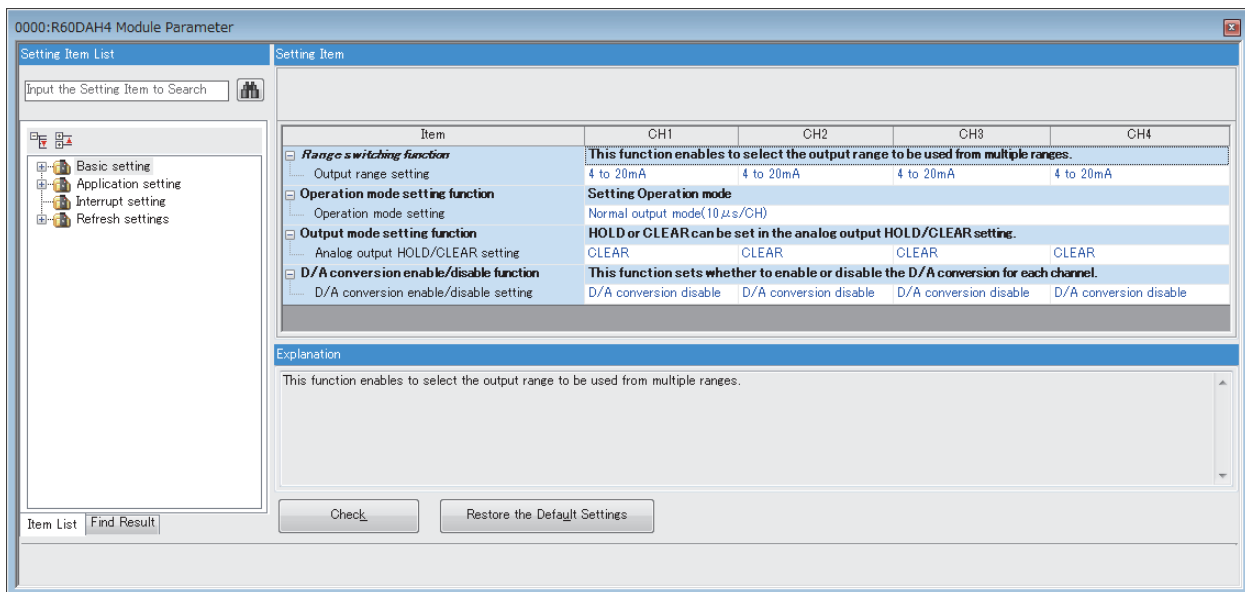 0000:R60DAH4 Module Parameter
Setting Item List
Setting Item
Input the Setting Item to Search
Basic setting
Application setting
Interrupt setting
Refresh settings
Item List
Find Result
Item CH1 CH2 CH3 CH4
Range switching function This function enables to select the output range to be used from multiple ranges.
Output range setting 4 to 20mA 4 to 20mA 4 to 20mA 4 to 20mA
Operation mode setting function Setting Operation mode
Operation mode setting Normal output mode(10μs/CH)
Output mode setting function HOLD or CLEAR can be set in the analog output HOLD/CLEAR setting.
Analog output HOLD/CLEAR setting CLEAR CLEAR CLEAR CLEAR
D/A conversion enable/disable function This function sets whether to enable or disable the D/A conversion for each channel.
D/A conversion enable/disable setting D/A conversion disable D/A conversion disable D/A conversion disable D/A conversion disable
Explanation
This function enables to select the output range to be used from multiple ranges.
Check
Restore the Default Settings